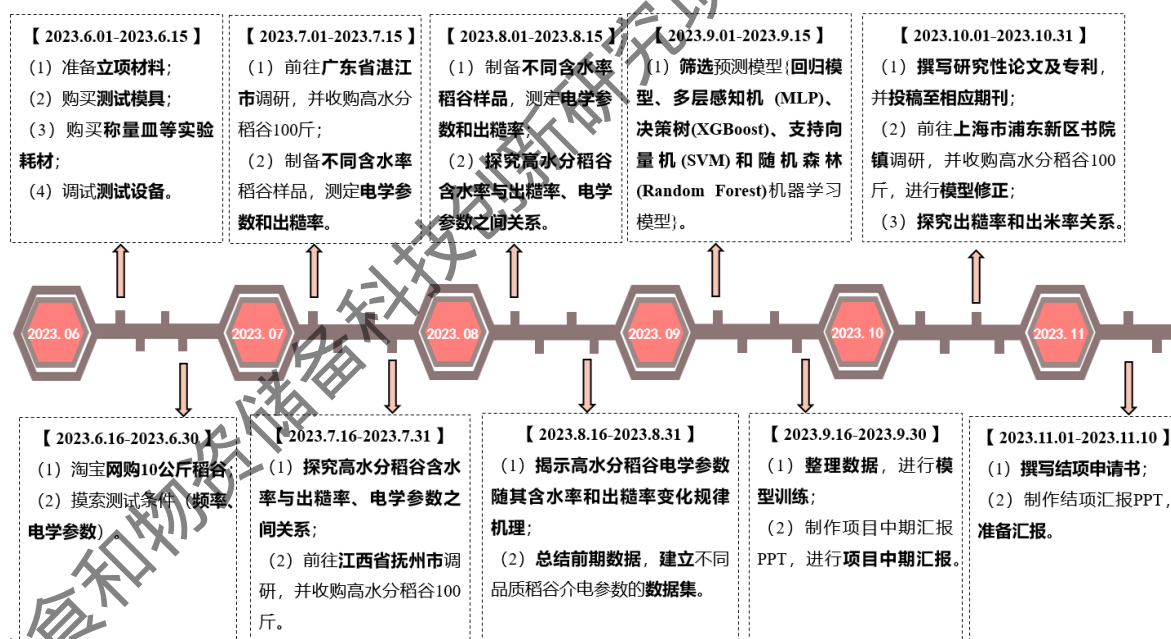 【 2023.6.01-2023.6.15 】
（1）准备立项材料；
（2）购买测试模具；
（3）购买称量皿等实验
耗材；
（4）调试测试设备。
【 2023.7.01-2023.7.15 】
（1）前往广东省湛江
市调研，并收购高水分
稻谷100斤；
（2）制备不同含水率
稻谷样品，测定电学参
数和出糙率。
【 2023.8.01-2023.8.15 】
（1）制备不同含水率
稻谷样品，测定电学参
数和出糙率；
（2）探究高水分稻谷
含水率与出糙率、电学
参数之间关系。
【 2023.9.01-2023.9.15 】
（1）筛选预测模型{回归模
型、多层感知机 (MLP)、
决策树(XGBoost)、支持向
量机(SVM)和随机森林
(Random Forest)机器学习
模型}。
【 2023.10.01-2023.10.31 】
（1）撰写研究性论文及专利，
并投稿至相应期刊；
（2）前往上海市浦东新区书院
镇调研，并收购高水分稻谷100
斤，进行模型修正；
（3）探究出糙率和出米率关系。
2023.06
2023.07
2023.08
2023.09
2023.10
2023.11
【 2023.6.16-2023.6.30 】
（1）淘宝网购10公斤稻谷；
（2）摸索测试条件（频率、
电学参数）。
【 2023.7.16-2023.7.31 】
（1）探究高水分稻谷含水
率与出糙率、电学参数之
间关系；
（2）前往江西省抚州市调
研，并收购高水分稻谷100
斤。
【 2023.8.16-2023.8.31 】
（1）揭示高水分稻谷电学参数
随其含水率和出糙率变化规律
机理；
（2）总结前期数据，建立不同
品质稻谷介电参数的数据集。
【 2023.9.16-2023.9.30 】
（1）整理数据，进行模
型训练；
（2）制作项目中期汇报
PPT，进行项目中期汇报。
【 2023.11.01-2023.11.10 】
（1）撰写结项申请书；
（2）制作结项汇报PPT，
准备汇报。
食和物资储备科技创新研究项